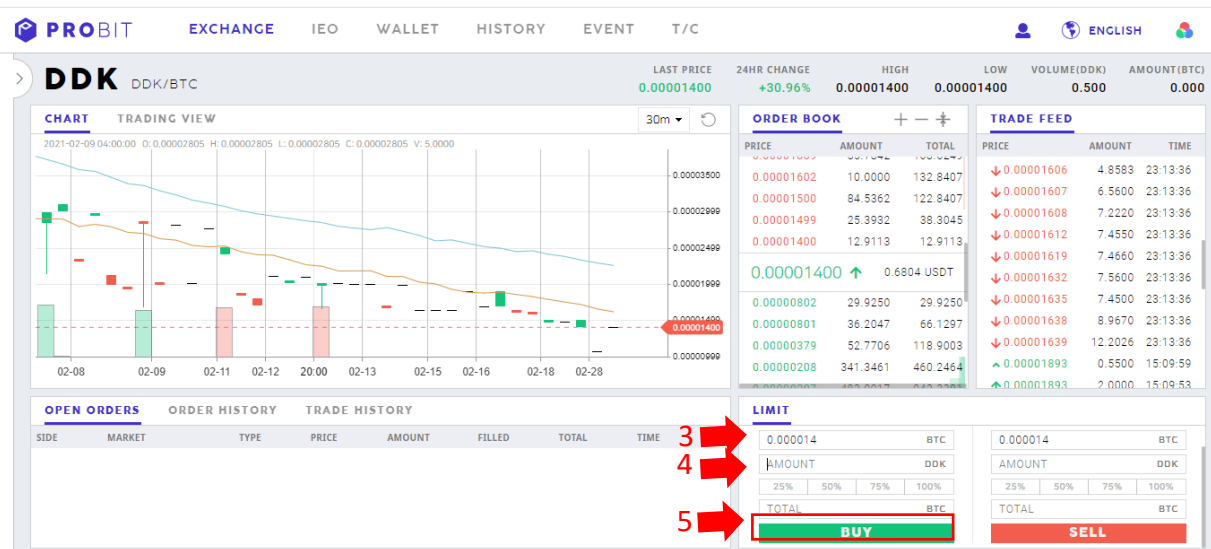 PROBIT EXCHANGE IEO WALLET HISTORY EVENT T/C ENGLISH
DDK DDK/BTC
LAST PRICE 24HR CHANGE HIGH LOW VOLUME(DDK) AMOUNT(BTC)
0.00001400 +30.96% 0.00001400 0.00001400 0.500 0.000
CHART TRADING VIEW 30m
2021-02-09 04:00:00 O: 0.00002805 H: 0.00002805 L: 0.00002805 C: 0.00002805 V: 5.0000
0.00003500
0.00002999
0.00002499
0.00001999
0.00001499
0.00001400
0.00000999
02-08 02-09 02-11 02-12 20:00 02-13 02-15 02-16 02-18 02-28
ORDER BOOK
PRICE AMOUNT TOTAL
0.00001602 10.0000 132.8407
0.00001500 84.5362 122.8407
0.00001499 25.3932 38.3045
0.00001400 12.9113 12.9113
0.00001400 0.6804 USDT
0.00000802 29.9250 29.9250
0.00000801 36.2047 66.1297
0.00000379 52.7706 118.9003
0.00000208 341.3461 460.2464
TRADE FEED
PRICE AMOUNT TIME
0.00001606 4.8583 23:13:36
0.00001607 6.5600 23:13:36
0.00001608 7.2220 23:13:36
0.00001612 7.4550 23:13:36
0.00001619 7.4660 23:13:36
0.00001632 7.5600 23:13:36
0.00001635 7.4500 23:13:36
0.00001638 8.9670 23:13:36
0.00001639 12.2026 23:13:36
0.00001893 0.5500 15:09:59
0.00001893 2.0000 15:09:53
OPEN ORDERS ORDER HISTORY TRADE HISTORY
SIDE MARKET TYPE PRICE AMOUNT FILLED TOTAL TIME
LIMIT
3
0.000014 BTC
4
AMOUNT DDK
25% 50% 75% 100%
TOTAL BTC
5
BUY
0.000014 BTC
AMOUNT DDK
25% 50% 75% 100%
TOTAL BTC
SELL